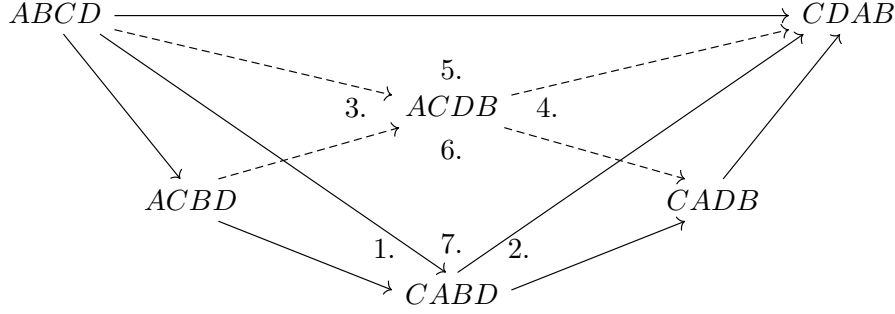 ABCD CDAB
5.
3. ACDB 4.
6.
ACBD CADB
1. 7. 2.
CABD